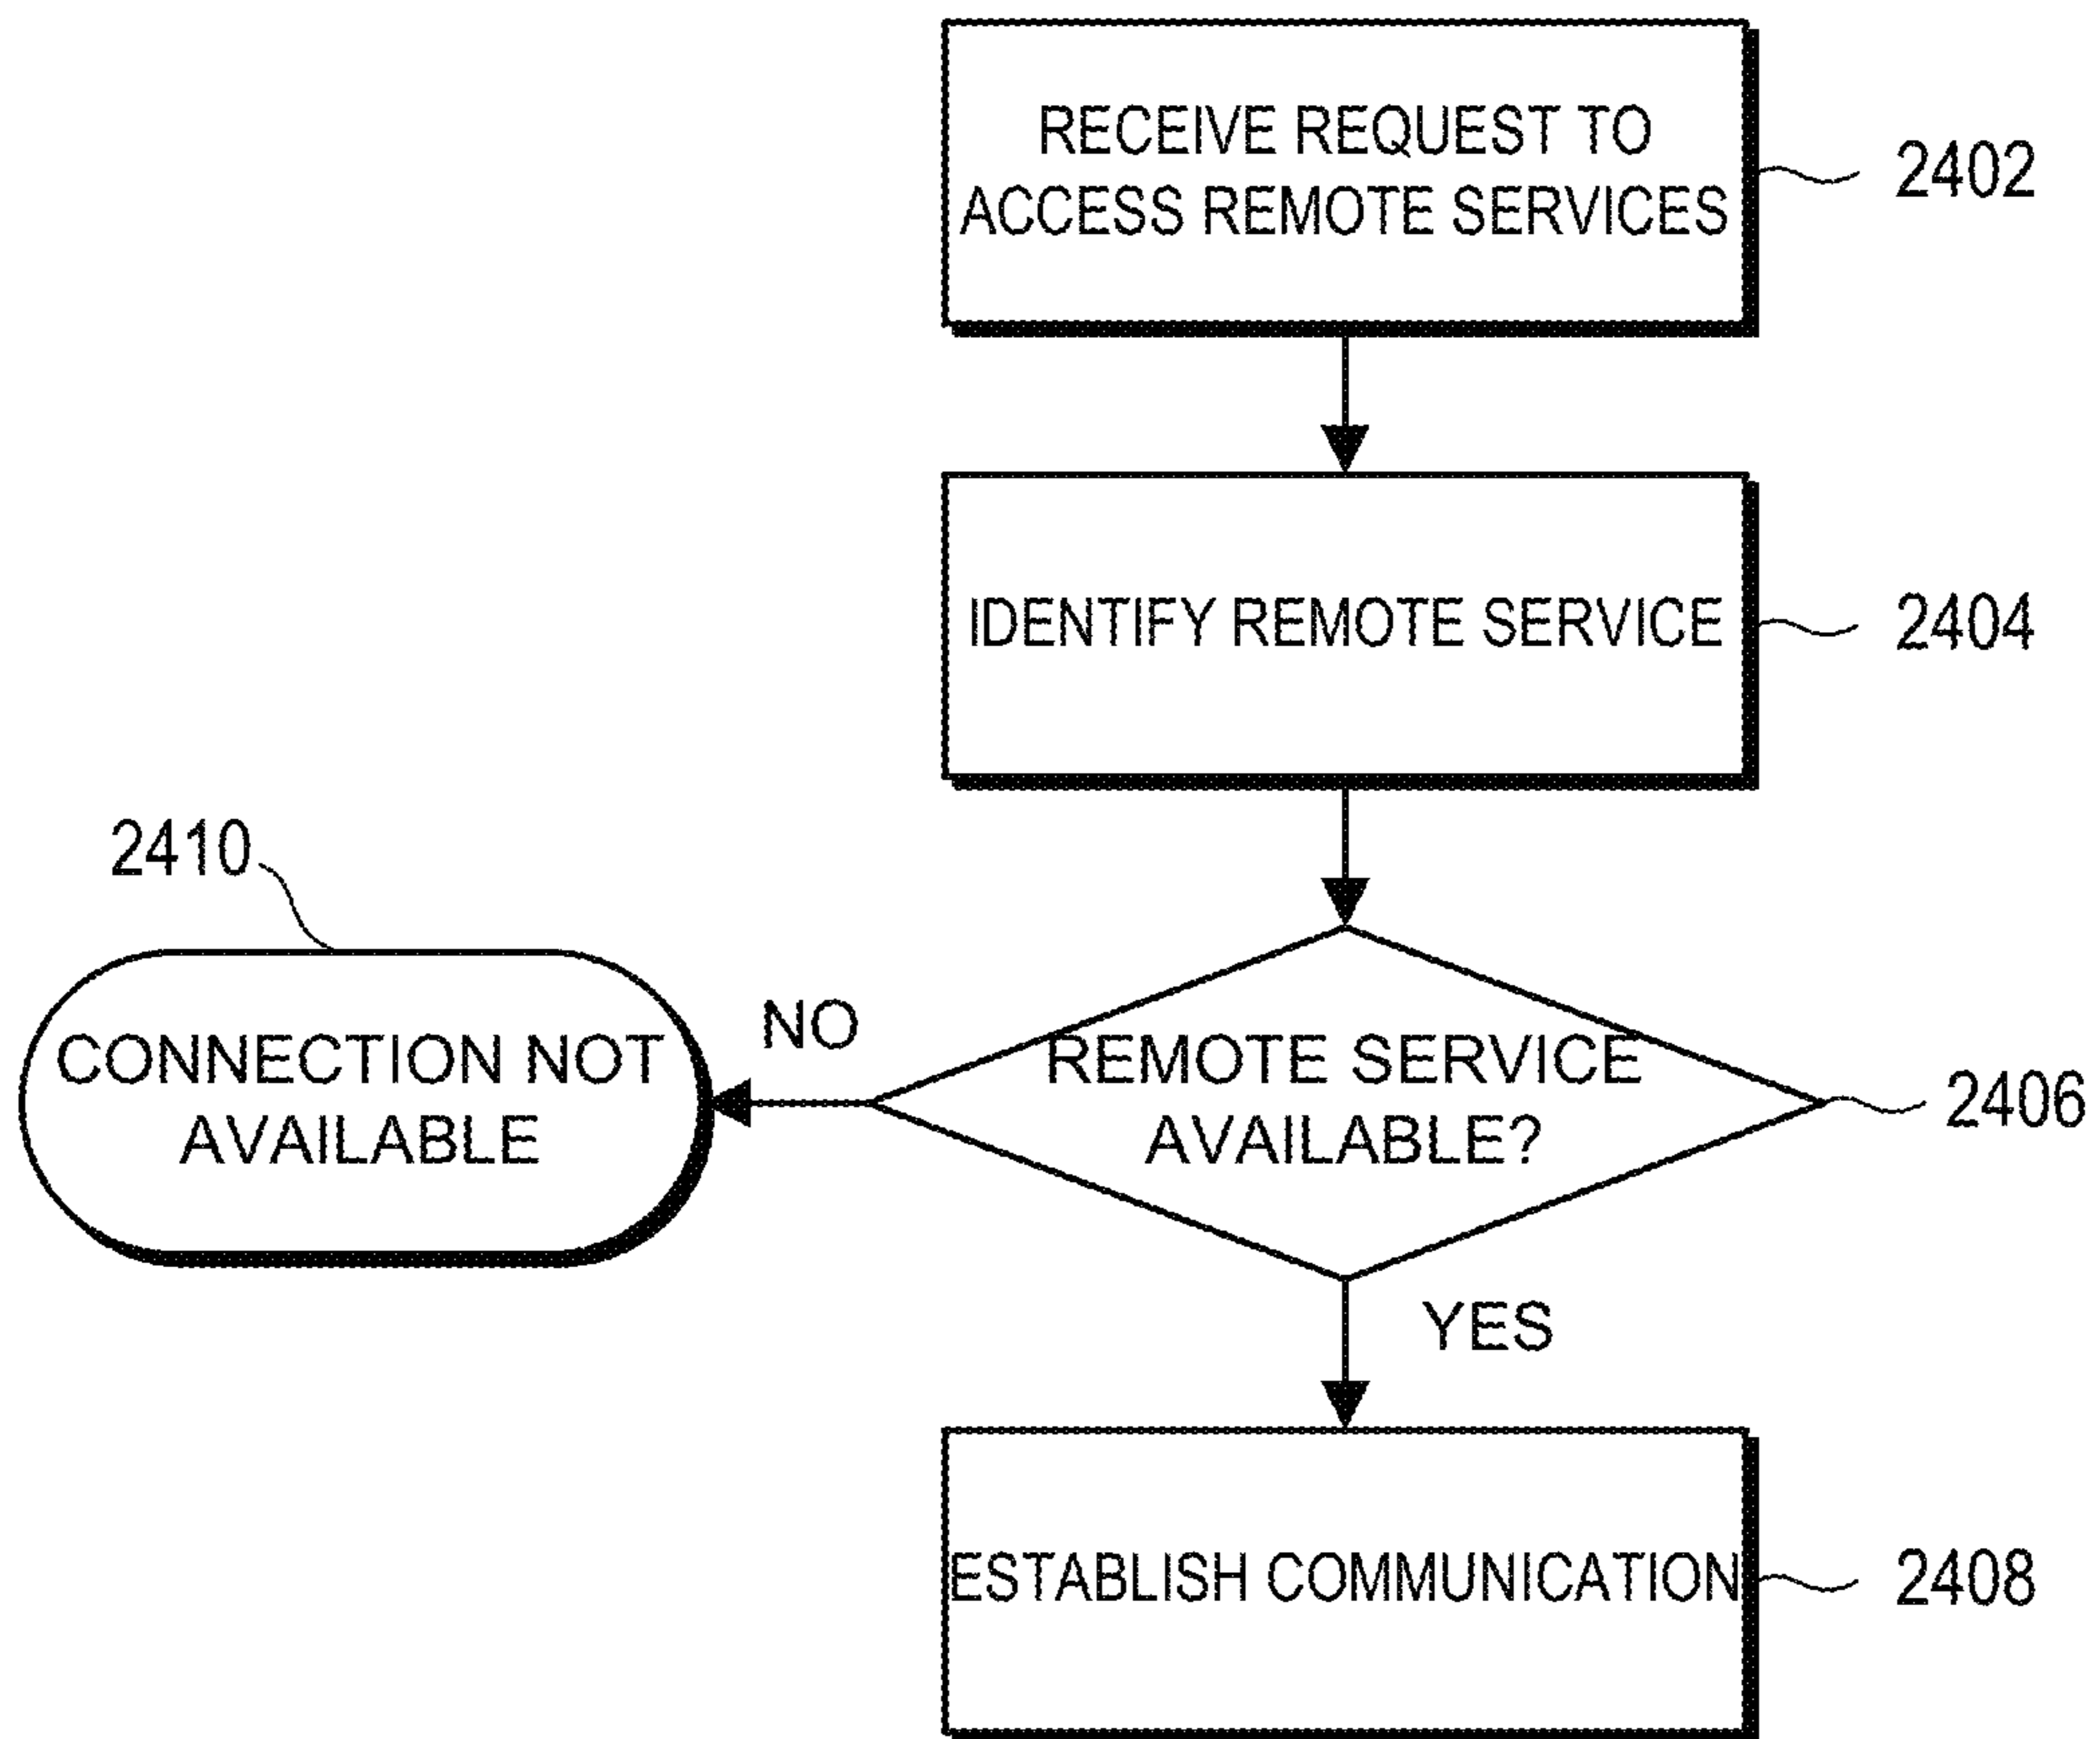 RECEIVE REQUEST TO
ACCESS REMOTE SERVICES
2402
IDENTIFY REMOTE SERVICE
2404
2410
CONNECTION NOT
AVAILABLE
NO
REMOTE SERVICE
AVAILABLE?
2406
YES
ESTABLISH COMMUNICATION
2408